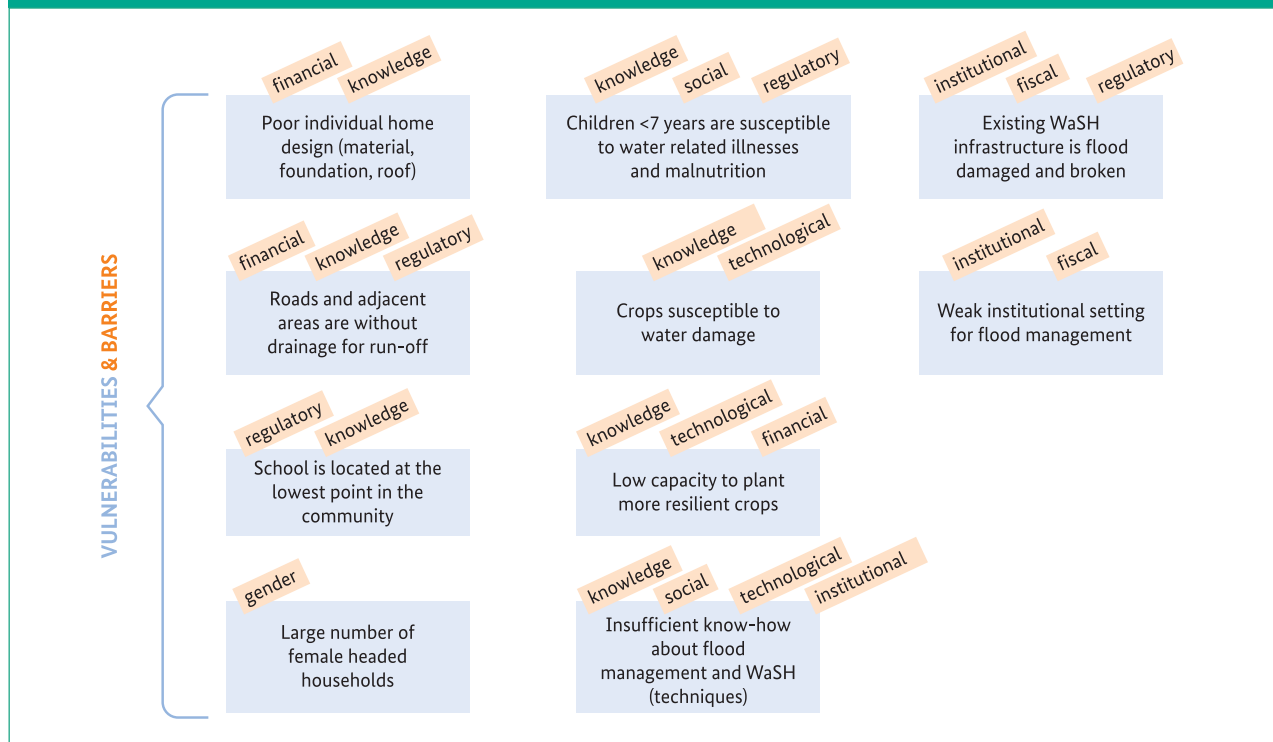 VULNERABILITIES & BARRIERS
financial
knowledge
Poor individual home
design (material,
foundation, roof)
knowledge
social
regulatory
Children <7 years are susceptible
to water related illnesses
and malnutrition
institutional
fiscal
regulatory
Existing WaSH
infrastructure is flood
damaged and broken
financial
knowledge
regulatory
Roads and adjacent
areas are without
drainage for run-off
knowledge
technological
Crops susceptible to
water damage
institutional
fiscal
Weak institutional setting
for flood management
regulatory
knowledge
School is located at the
lowest point in the
community
knowledge
technological
financial
Low capacity to plant
more resilient crops
gender
Large number of
female headed
households
knowledge
social
technological
institutional
Insufficient know-how
about flood
management and WaSH
(techniques)